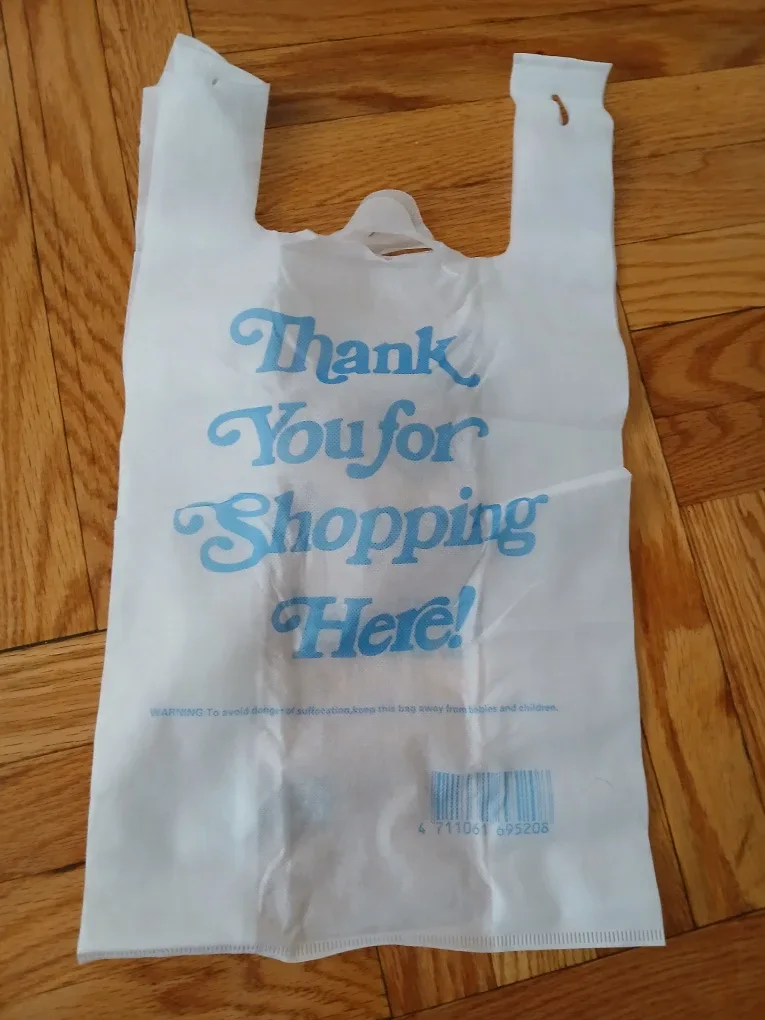 Thank
You for
Shopping
Here!
WARNING: To avoid danger of suffocation,keep this bag away from babies and children.
4 711061 695208